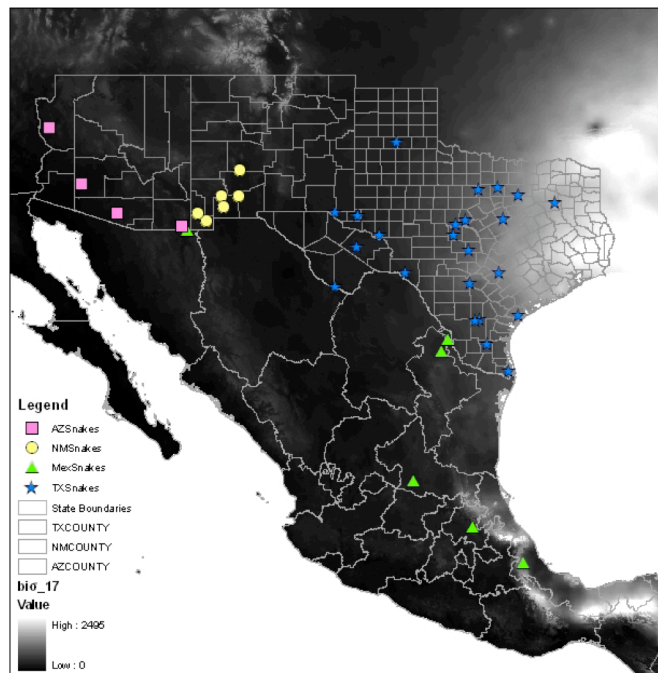 Legend
AZSnakes
NMSnakes
MexSnakes
TXSnakes
State Boundaries
TXCOUNTY
NMCOUNTY
AZCOUNTY
bio_17
Value
High : 2495
Low : 0